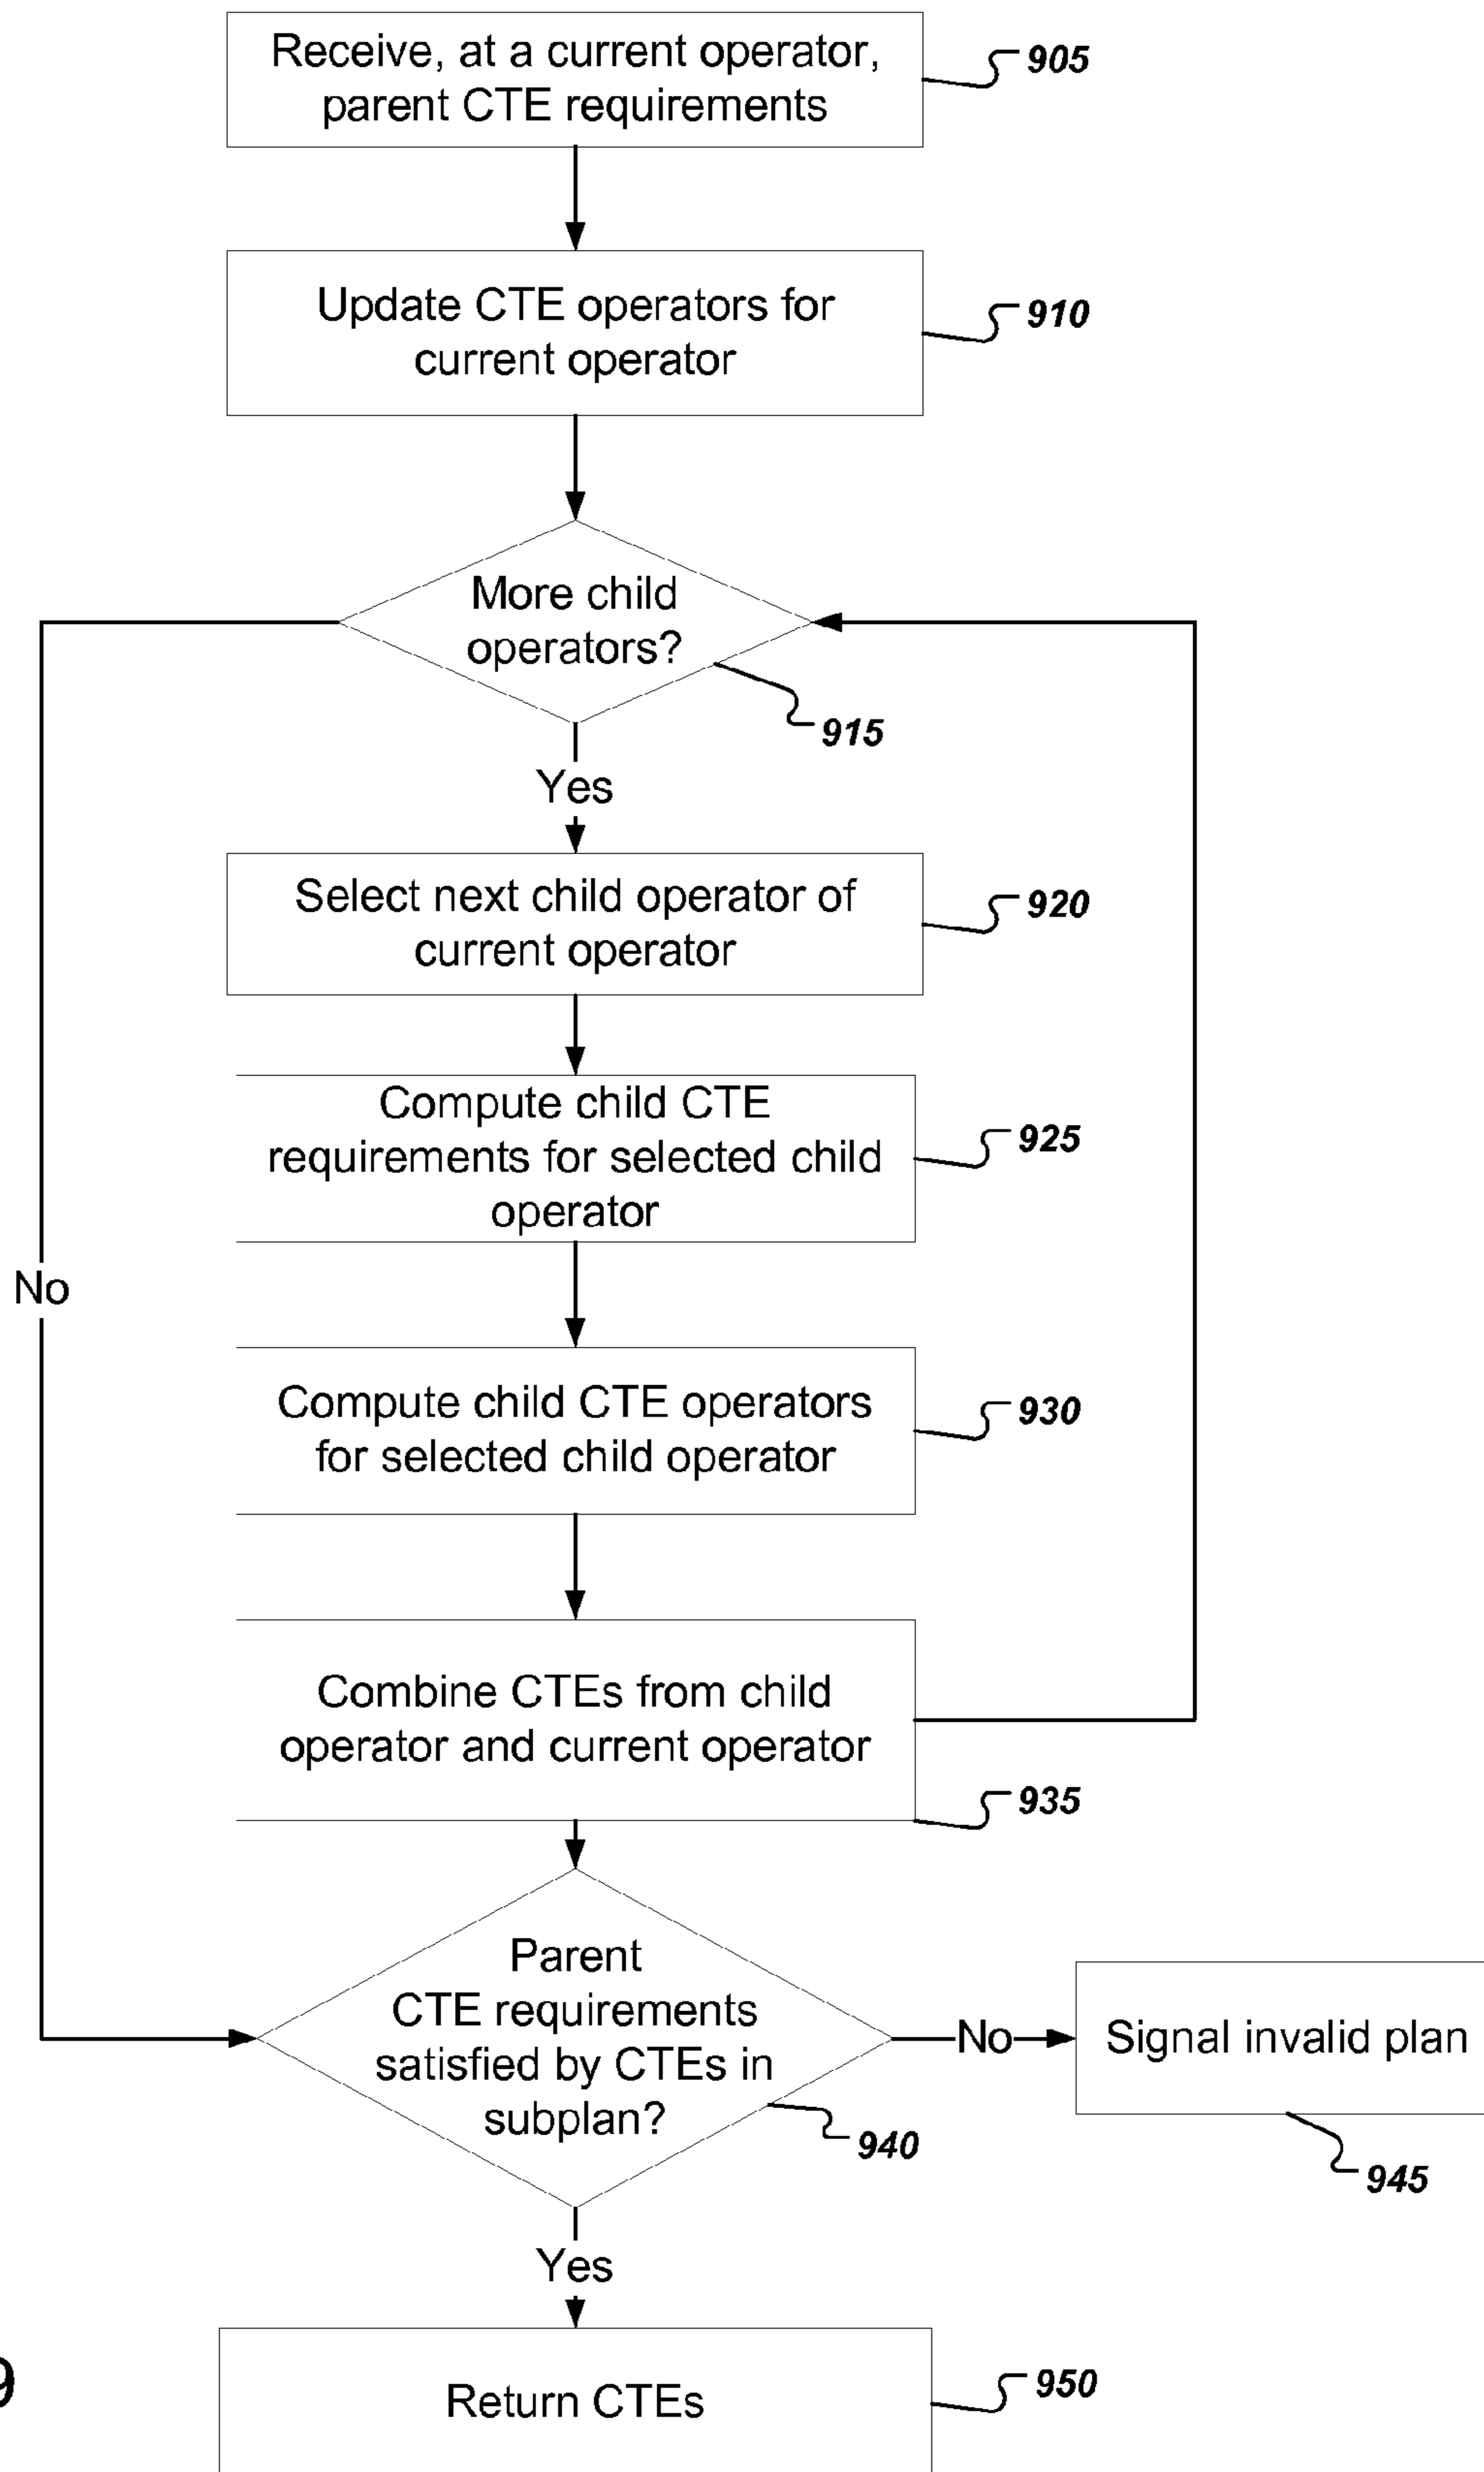 Receive, at a current operator,
parent CTE requirements
905
Update CTE operators for
current operator
910
More child
operators?
915
Yes
Select next child operator of
current operator
920
Compute child CTE
requirements for selected child
operator
925
No
Compute child CTE operators
for selected child operator
930
Combine CTEs from child
operator and current operator
935
Parent
CTE requirements
satisfied by CTEs in
subplan?
940
No
Signal invalid plan
945
Yes
Return CTEs
950
9